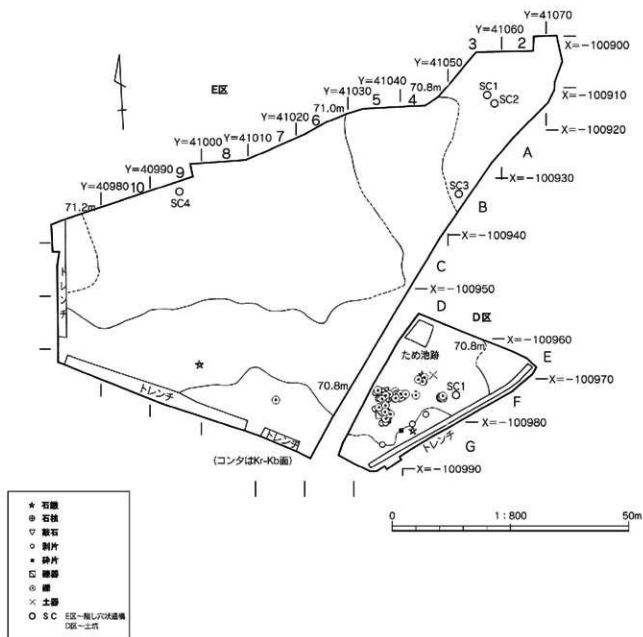 Y=41070
Y=41060
3 2
X=-100900
Y=41050
70.8m
Y=41040
E区
Y=41030
71.0m
5 4
SC1
SC2
X=-100910
Y=41020
6
X=-100920
Y=41010
7
Y=41000
8
A
Y=40990
9
X=-100930
Y=40980
10
SC4
SC3
71.2m
B
X=-100940
C
トレンチ
X=-100950
D
D区
X=-100960
ため池跡
70.8m
E
X=-100970
70.8m
SC1
F
トレンチ
X=-100980
トレンチ
トレンチ
G
(コンタはKr-Kb面)
X=-100990
石鏃
石核
敲石
剥片
砕片
礫器
礫
土器
SC E区〜陥し穴状遺構
D区〜土坑
0 1:800 50m